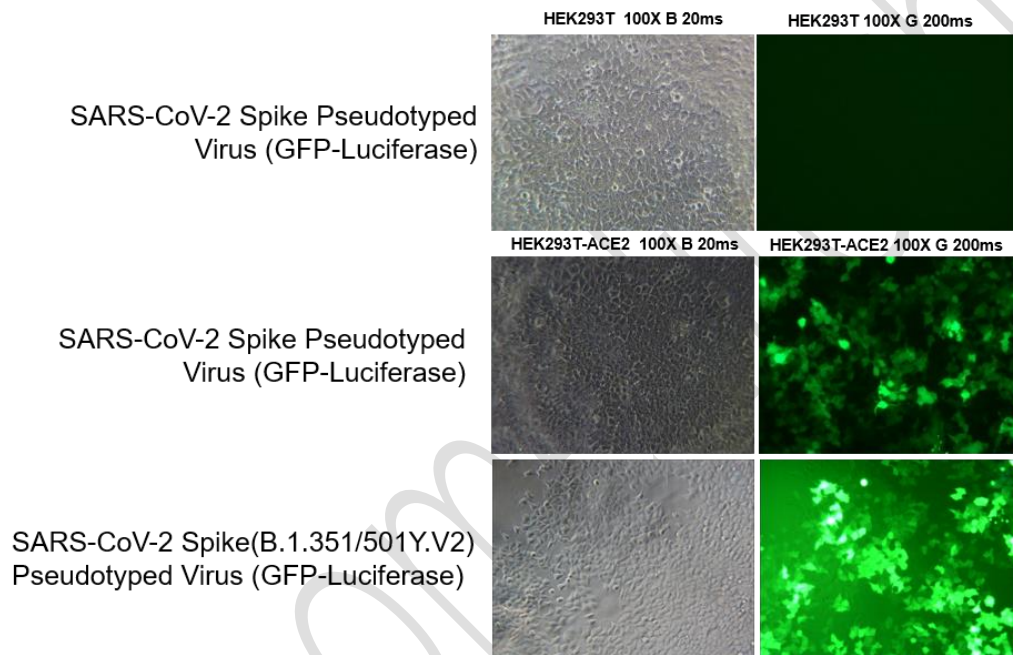 HEK293T 100X B 20ms
HEK293T 100X G 200ms
SARS-CoV-2 Spike Pseudotyped
Virus (GFP-Luciferase)
HEK293T-ACE2 100X B 20ms
HEK293T-ACE2 100X G 200ms
SARS-CoV-2 Spike Pseudotyped
Virus (GFP-Luciferase)
SARS-CoV-2 Spike(B.1.351/501Y.V2)
Pseudotyped Virus (GFP-Luciferase)